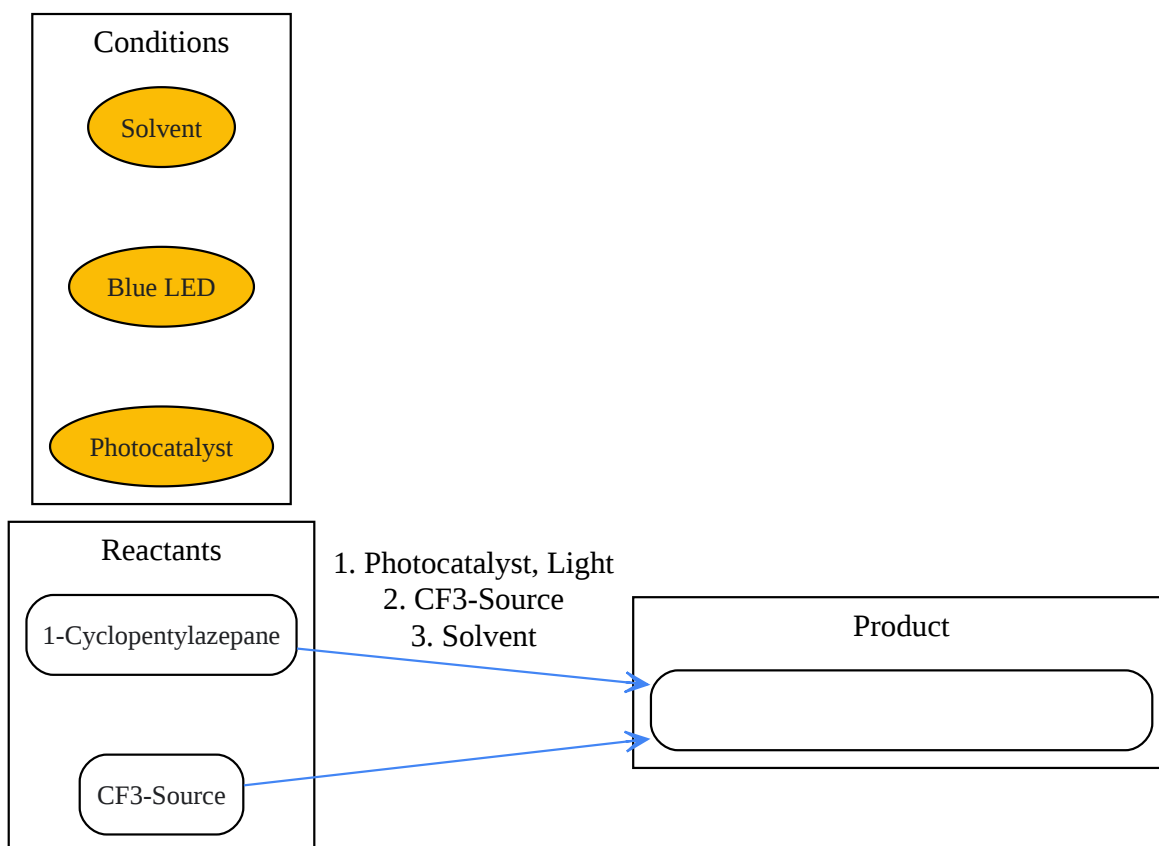 Conditions
Solvent
Blue LED
Photocatalyst
Reactants
1-Cyclopentylazepane
CF3-Source
1. Photocatalyst, Light
2. CF3-Source
3. Solvent
Product